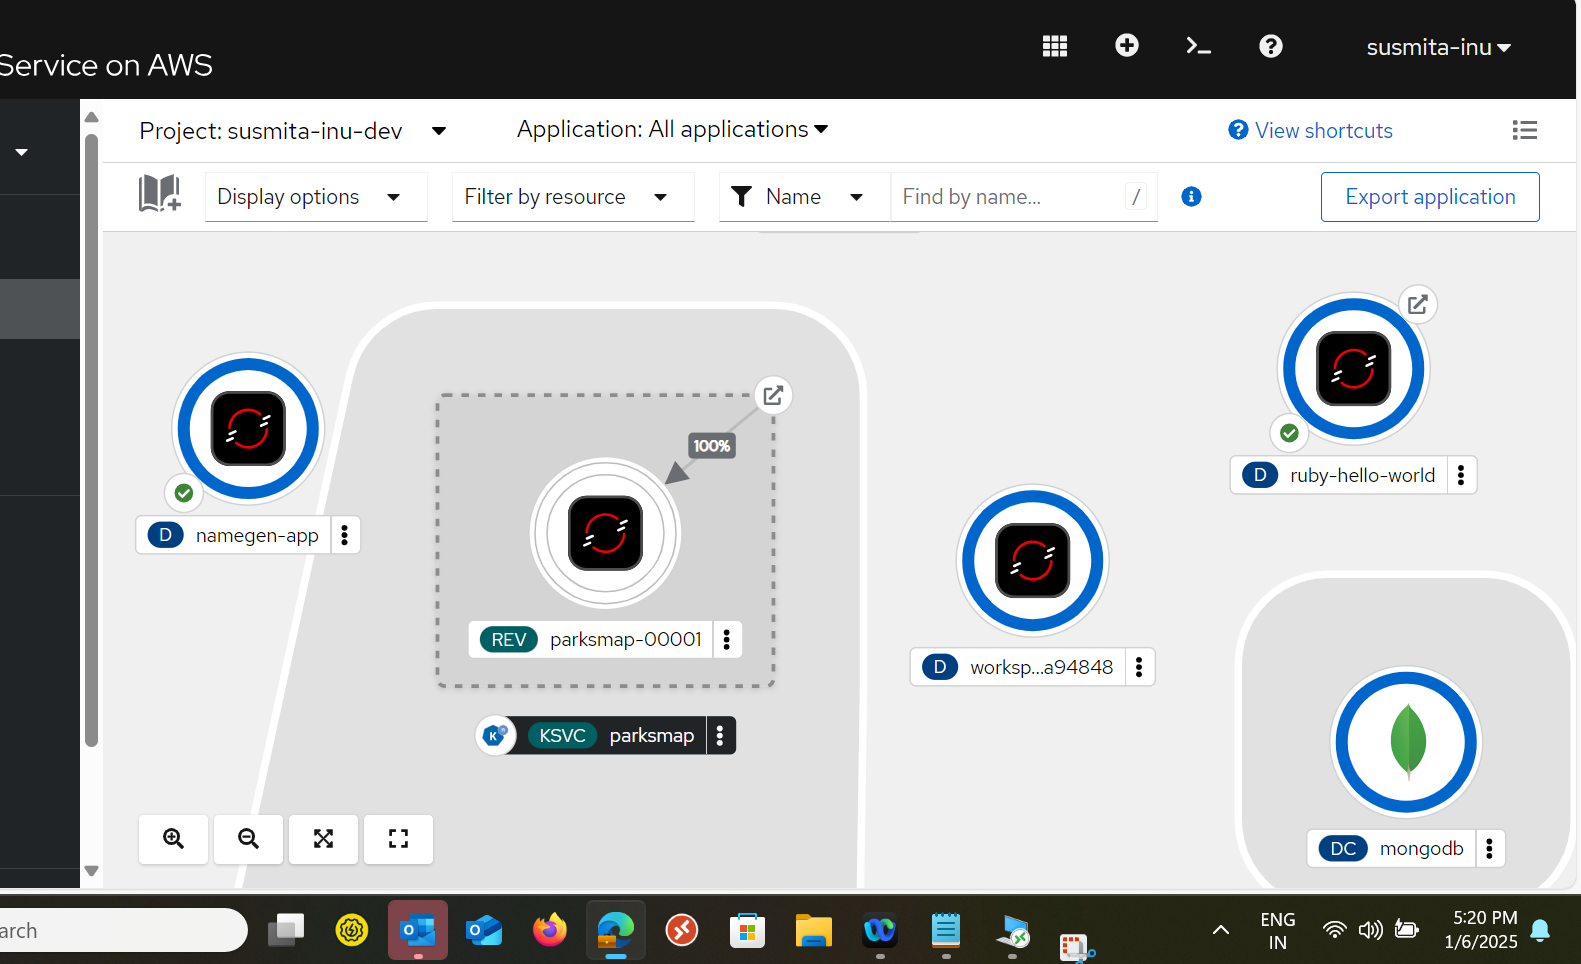 Service on AWS
susmita-inu
Project: susmita-inu-dev
Application: All applications
View shortcuts
Display options
Filter by resource
Name
Find by name...
/
Export application
100%
D namegen-app
REV parksmap-00001
K
KSVC parksmap
D worksp...a94848
D ruby-hello-world
DC mongodb
arch
ENG
IN
5:20 PM
1/6/2025